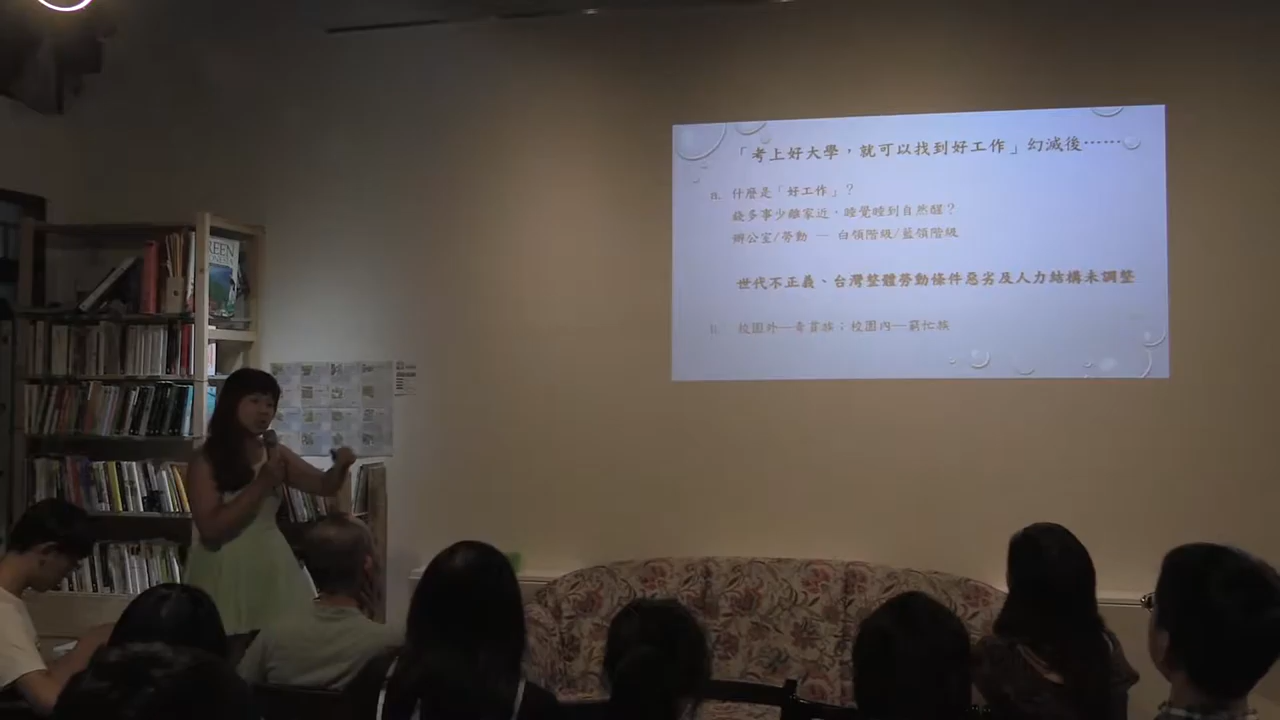 「考上好大學，就可以找到好工作」幻滅後……
a. 什麼是「好工作」？
錢多事少離家近，睡覺睡到自然醒？
辦公室/勞動 — 白領階級/藍領階級
世代不正義、台灣整體勞動條件惡劣及人力結構未調整
b. 校園外—青貧族；校園內—窮忙族